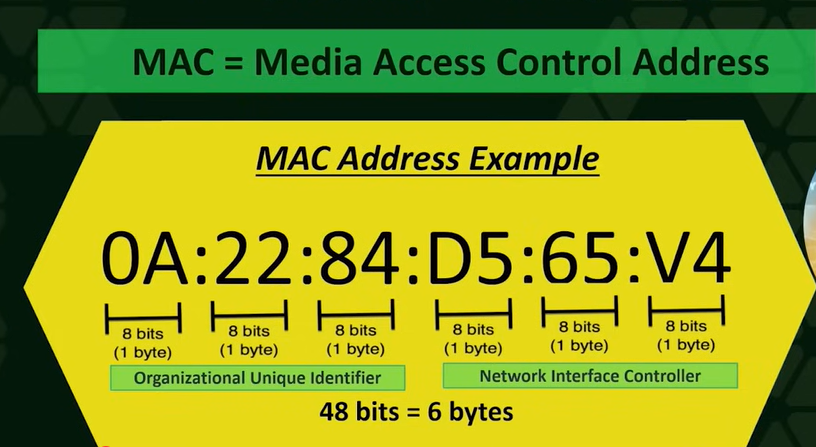 MAC = Media Access Control Address
MAC Address Example
0A:22:84:D5:65:V4
8 bits 8 bits 8 bits 8 bits 8 bits 8 bits
(1 byte) (1 byte) (1 byte) (1 byte) (1 byte) (1 byte)
Organizational Unique Identifier Network Interface Controller
48 bits = 6 bytes